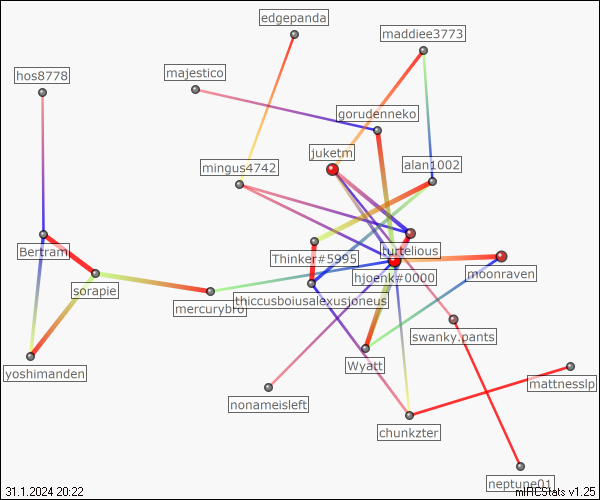 edgepanda
maddiee3773
hos8778
majestico
gorudenneko
juketm
mingus4742
alan1002
Bertram
Thinker#5995
turtelious
hjoenk#0000
moonraven
sorapie
mercurybro
thiccusboiusalexusjoneus
swanky.pants
yoshimanden
Wyatt
mattnesslp
nonameisleft
chunkzter
neptune01
31.1.2024 20:22
mIRCStats v1.25